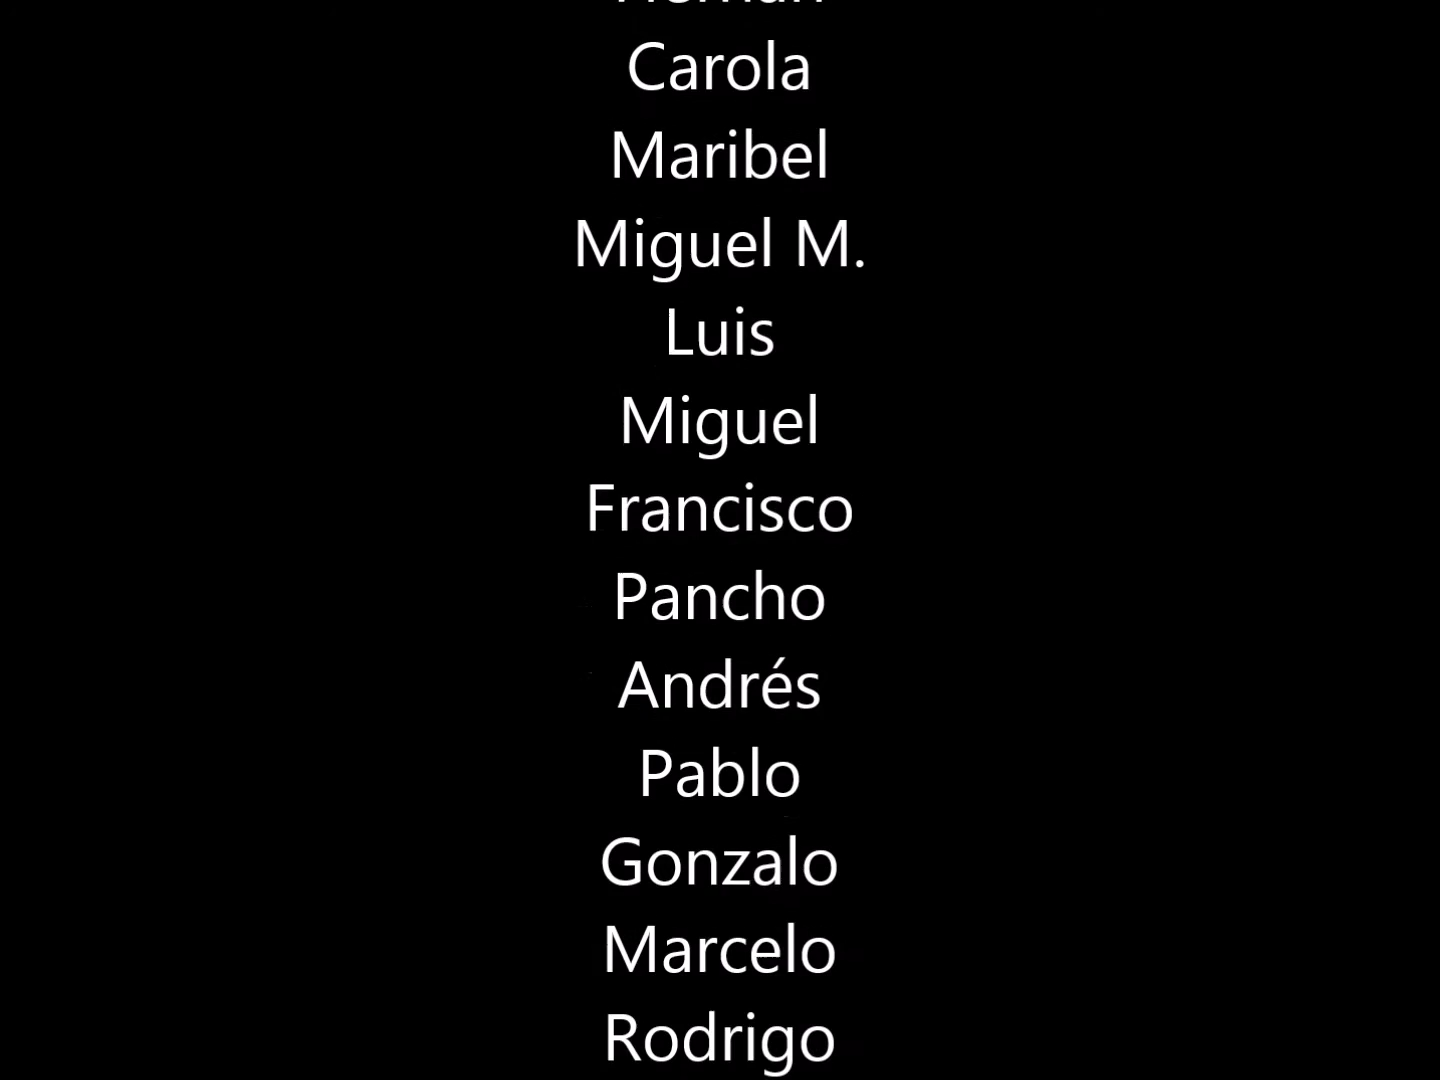 Carola
Maribel
Miguel M.
Luis
Miguel
Francisco
Pancho
Andrés
Pablo
Gonzalo
Marcelo
Rodrigo